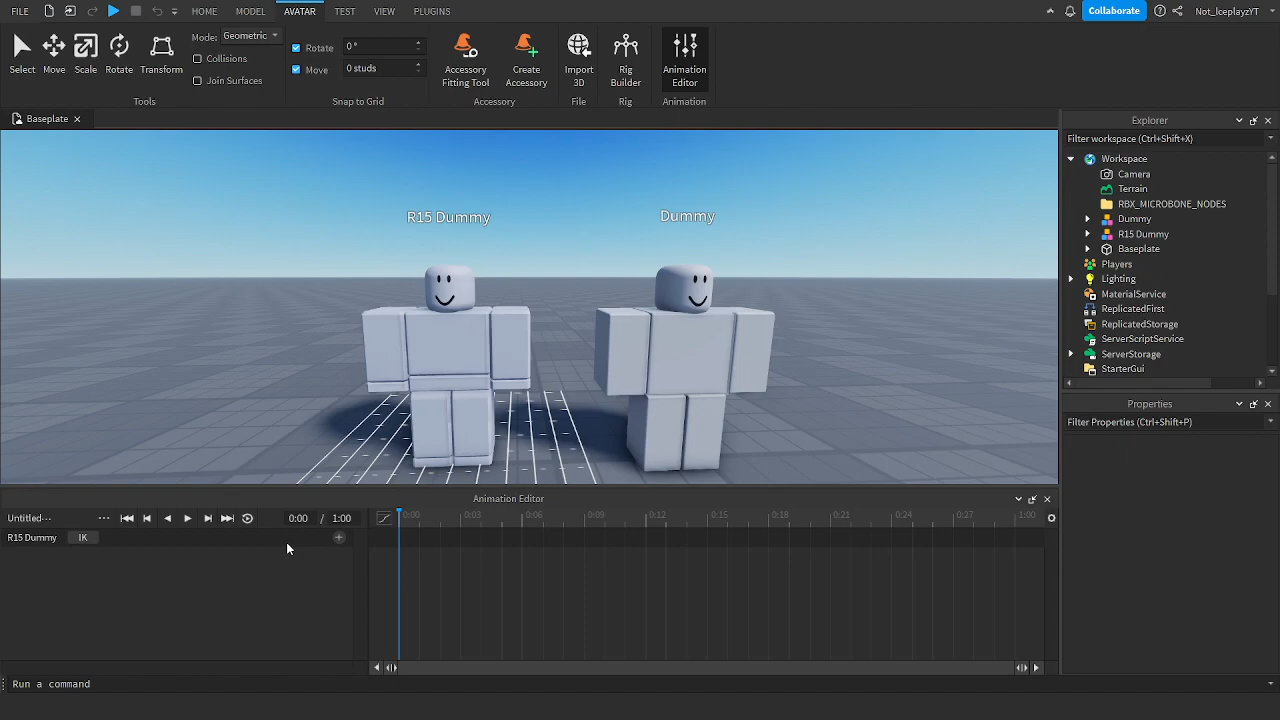 FILE HOME MODEL AVATAR TEST VIEW PLUGINS Collaborate Not_IceplayzYT
Mode: Geometric
Collisions
Join Surfaces
Select Move Scale Rotate Transform
Tools
Rotate 0 °
Move 0 studs
Snap to Grid
Accessory Fitting Tool
Create Accessory
Accessory
Import 3D
File
Rig Builder
Rig
Animation Editor
Animation
Baseplate
R15 Dummy
Dummy
Explorer
Filter workspace (Ctrl+Shift+X)
Workspace
Camera
Terrain
RBX_MICROBONE_NODES
Dummy
R15 Dummy
Baseplate
Players
Lighting
MaterialService
ReplicatedFirst
ReplicatedStorage
ServerScriptService
ServerStorage
StarterGui
Properties
Filter Properties (Ctrl+Shift+P)
Animation Editor
Untitled··· 0:00 / 1:00
0:00 0:03 0:06 0:09 0:12 0:15 0:18 0:21 0:24 0:27 1:00
R15 Dummy IK
Run a command